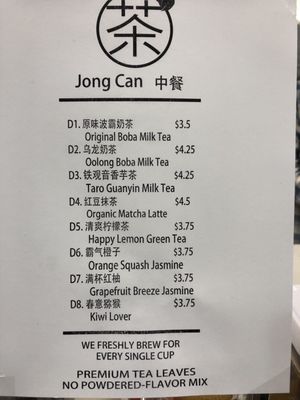 茶
Jong Can 中餐
D1. 原味波霸奶茶 $3.5
Original Boba Milk Tea
D2. 乌龙奶茶 $4.25
Oolong Boba Milk Tea
D3. 铁观音香芋茶 $4.25
Taro Guanyin Milk Tea
D4. 红豆抹茶 $4.5
Organic Matcha Latte
D5. 清爽柠檬茶 $3.75
Happy Lemon Green Tea
D6. 霸气橙子 $3.75
Orange Squash Jasmine
D7. 满杯红柚 $3.75
Grapefruit Breeze Jasmine
D8. 春意猕猴 $3.75
Kiwi Lover
WE FRESHLY BREW FOR
EVERY SINGLE CUP
PREMIUM TEA LEAVES
NO POWDERED-FLAVOR MIX